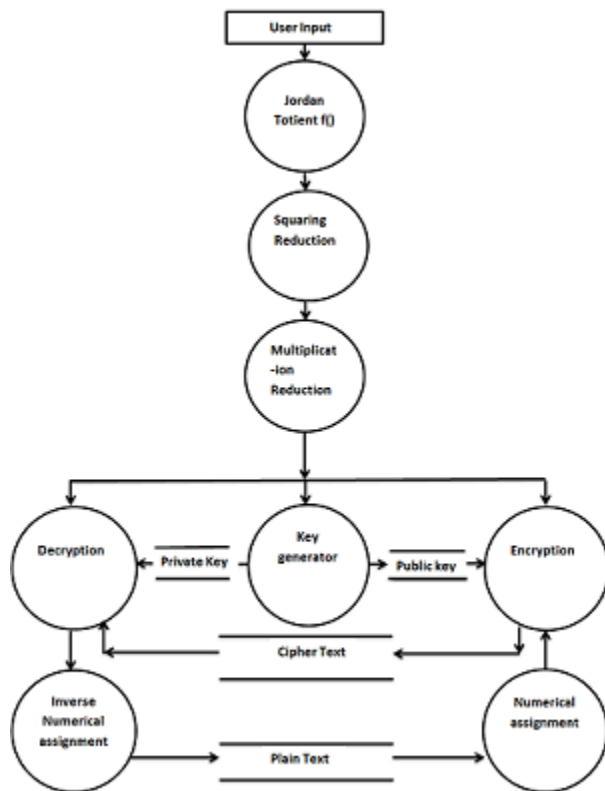 User Input
Jordan
Totient f()
Squaring
Reduction
Multiplicat
-ion
Reduction
Decryption
Private Key
Key
generator
Public key
Encryption
Cipher Text
Inverse
Numerical
assignment
Numerical
assignment
Plain Text